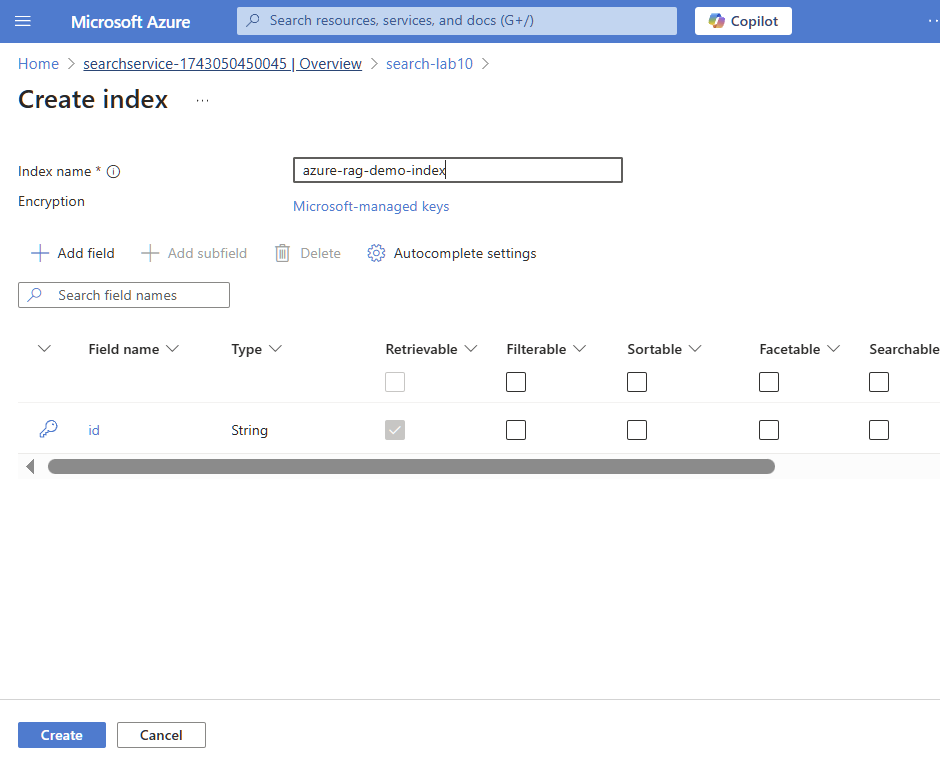 Microsoft Azure
Search resources, services, and docs (G+/)
Copilot
Home > searchservice-1743050450045 | Overview > search-lab10 >
Create index ...
Index name * azure-rag-demo-index
Encryption Microsoft-managed keys
Add field Add subfield Delete Autocomplete settings
Search field names
Field name Type Retrievable Filterable Sortable Facetable Searchable
id String
Create Cancel